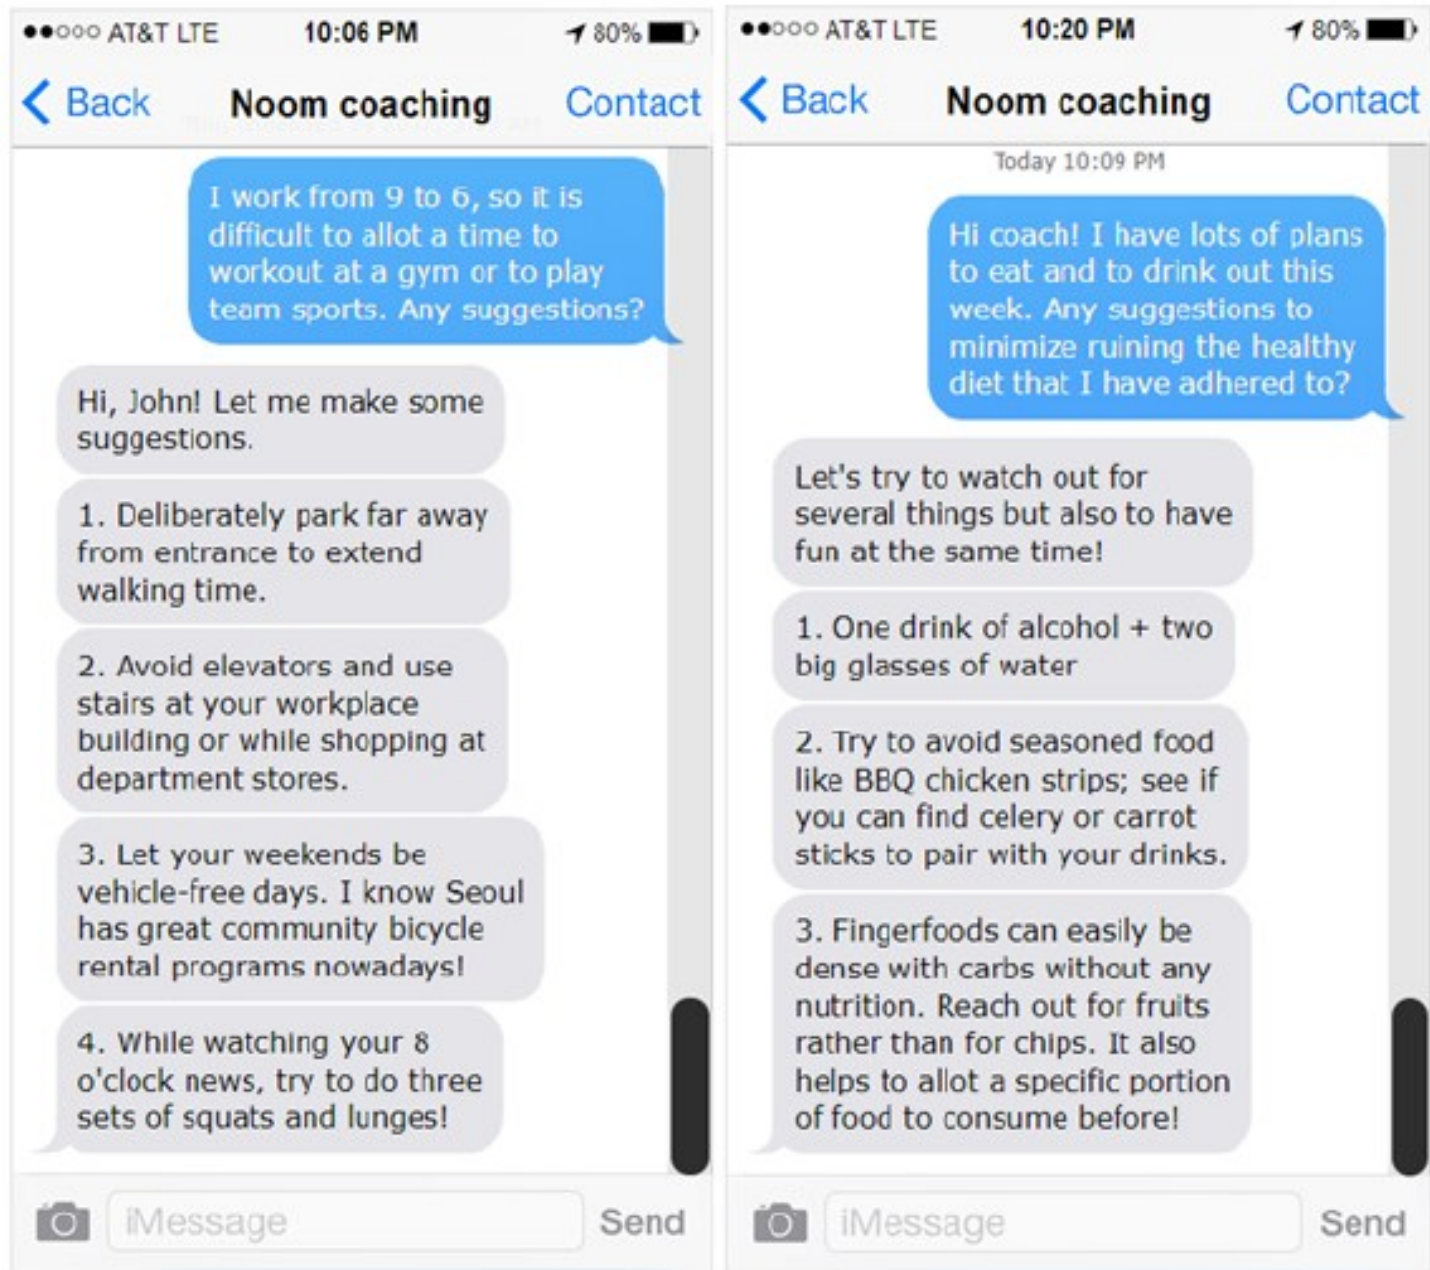 AT&T LTE 10:06 PM 80%
Back Noom coaching Contact
I work from 9 to 6, so it is
difficult to allot a time to
workout at a gym or to play
team sports. Any suggestions?
Hi, John! Let me make some
suggestions.
1. Deliberately park far away
from entrance to extend
walking time.
2. Avoid elevators and use
stairs at your workplace
building or while shopping at
department stores.
3. Let your weekends be
vehicle-free days. I know Seoul
has great community bicycle
rental programs nowadays!
4. While watching your 8
o'clock news, try to do three
sets of squats and lunges!
iMessage Send
AT&T LTE 10:20 PM 80%
Back Noom coaching Contact
Today 10:09 PM
Hi coach! I have lots of plans
to eat and to drink out this
week. Any suggestions to
minimize ruining the healthy
diet that I have adhered to?
Let's try to watch out for
several things but also to have
fun at the same time!
1. One drink of alcohol + two
big glasses of water
2. Try to avoid seasoned food
like BBQ chicken strips; see if
you can find celery or carrot
sticks to pair with your drinks.
3. Fingerfoods can easily be
dense with carbs without any
nutrition. Reach out for fruits
rather than for chips. It also
helps to allot a specific portion
of food to consume before!
iMessage Send